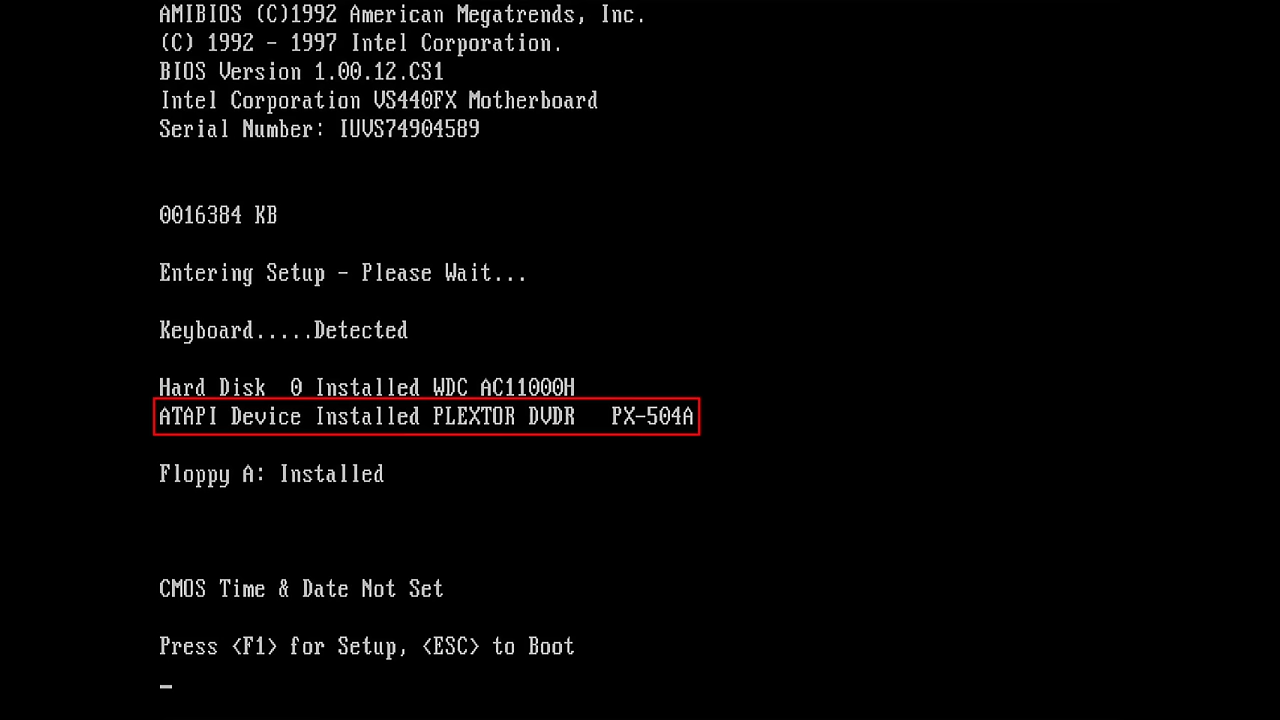 AMIBIOS (C)1992 American Megatrends, Inc.
(C) 1992 - 1997 Intel Corporation.
BIOS Version 1.00.12.CS1
Intel Corporation VS440FX Motherboard
Serial Number: IUVS74904589
0016384 KB
Entering Setup - Please Wait...
Keyboard.....Detected
Hard Disk  0 Installed WDC AC11000H
ATAPI Device Installed PLEXTOR DVDR   PX-504A
Floppy A: Installed
CMOS Time & Date Not Set
Press <F1> for Setup, <ESC> to Boot